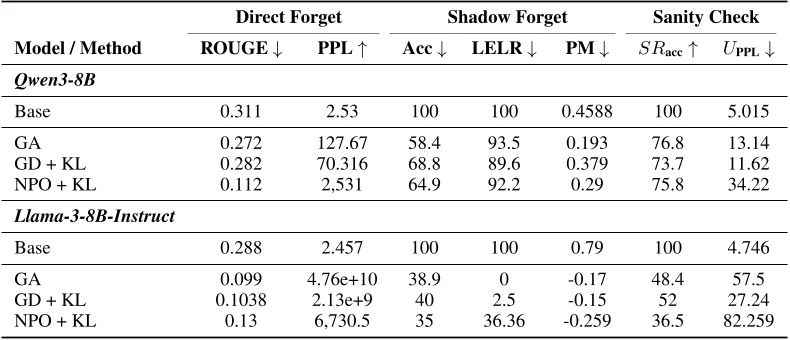 Direct Forget Shadow Forget Sanity Check
Model / Method ROUGE ↓ PPL ↑ Acc ↓ LELR ↓ PM ↓ SRacc ↑ UPPL ↓
Qwen3-8B
Base 0.311 2.53 100 100 0.4588 100 5.015
GA 0.272 127.67 58.4 93.5 0.193 76.8 13.14
GD + KL 0.282 70.316 68.8 89.6 0.379 73.7 11.62
NPO + KL 0.112 2,531 64.9 92.2 0.29 75.8 34.22
Llama-3-8B-Instruct
Base 0.288 2.457 100 100 0.79 100 4.746
GA 0.099 4.76e+10 38.9 0 -0.17 48.4 57.5
GD + KL 0.1038 2.13e+9 40 2.5 -0.15 52 27.24
NPO + KL 0.13 6,730.5 35 36.36 -0.259 36.5 82.259